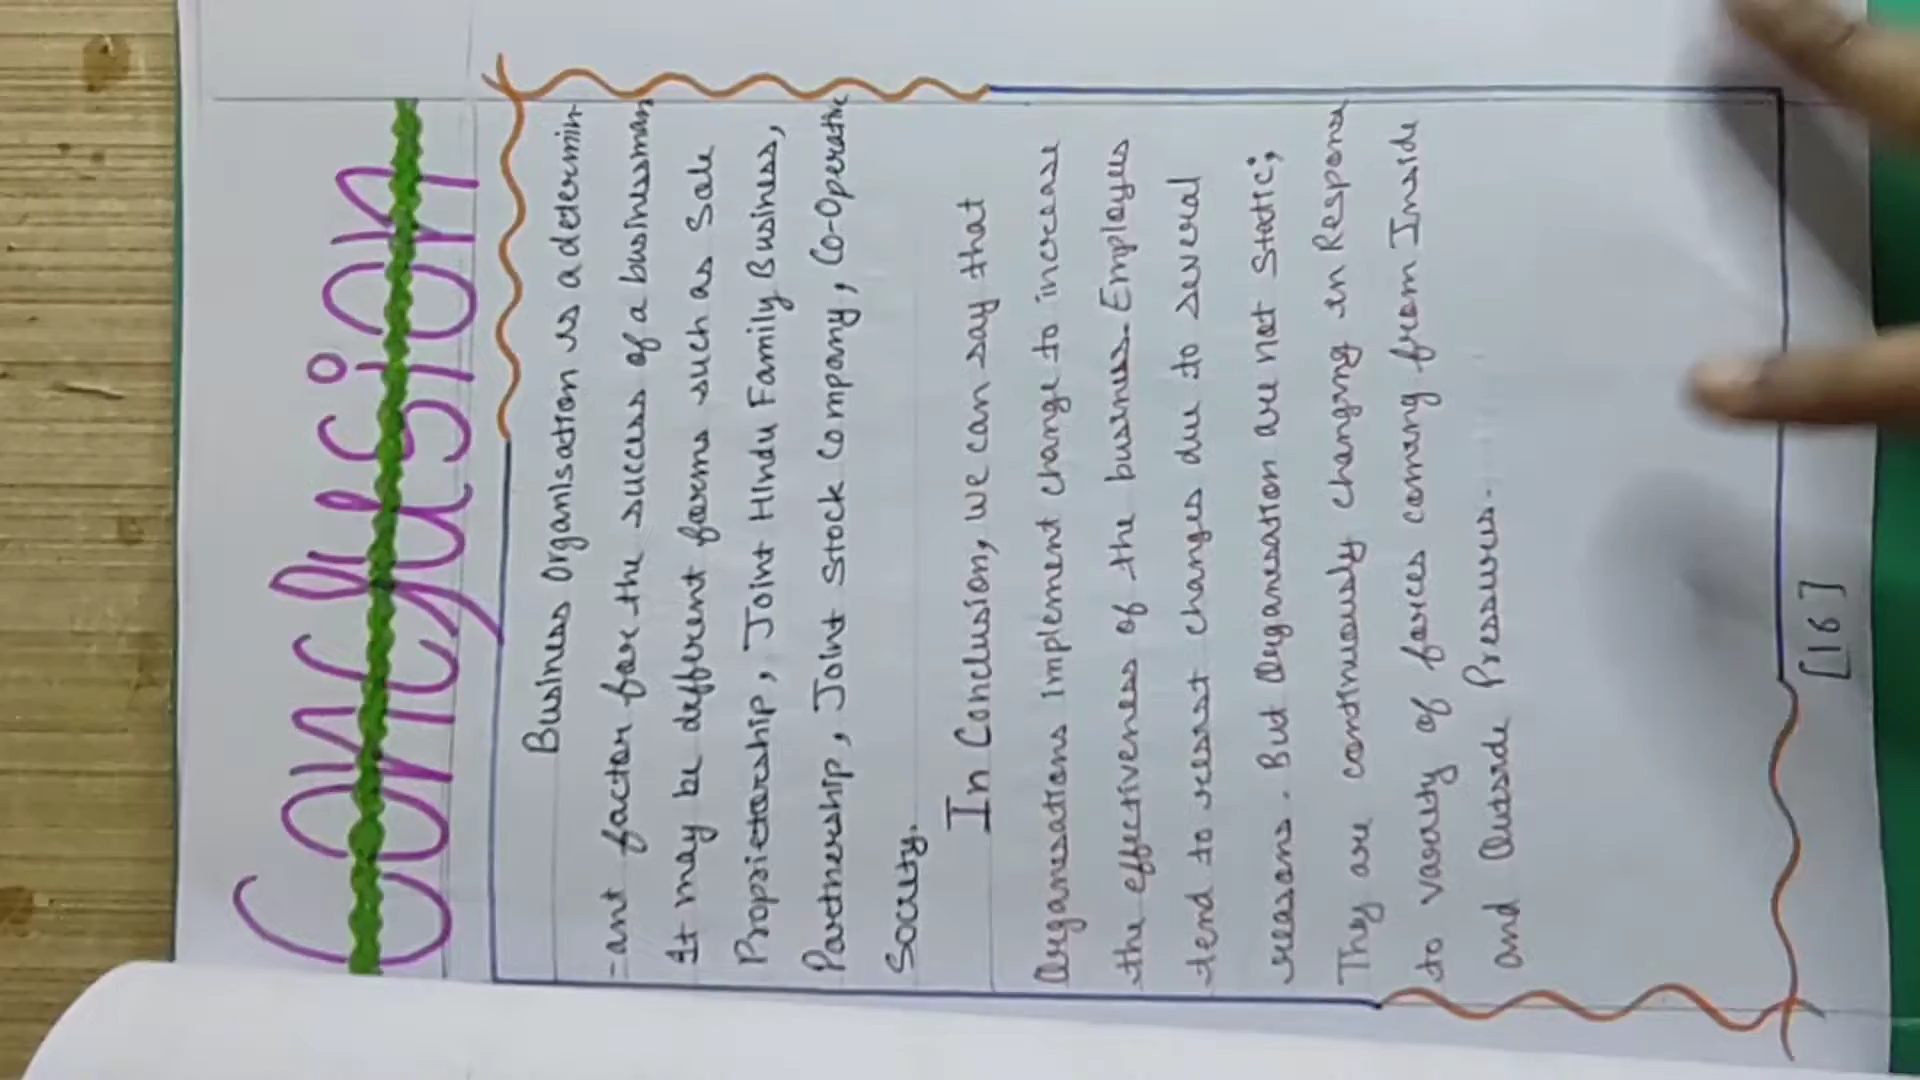 Conclusion
Business Organisation is a determin
-ant factor for the success of a businessman
It may be different forms such as Sole
Proprietorship, Joint Hindu Family Business,
Partnership, Joint Stock Company, Co-Operative
Society.
In Conclusion, we can say that
Organisations implement change to increase
the effectiveness of the business. Employes
tend to resist changes due to several
reasons. But Organisation are not Static;
They are continuously changing in Response
to varity of forces coming from Inside
and Outside Pressures.
[16]